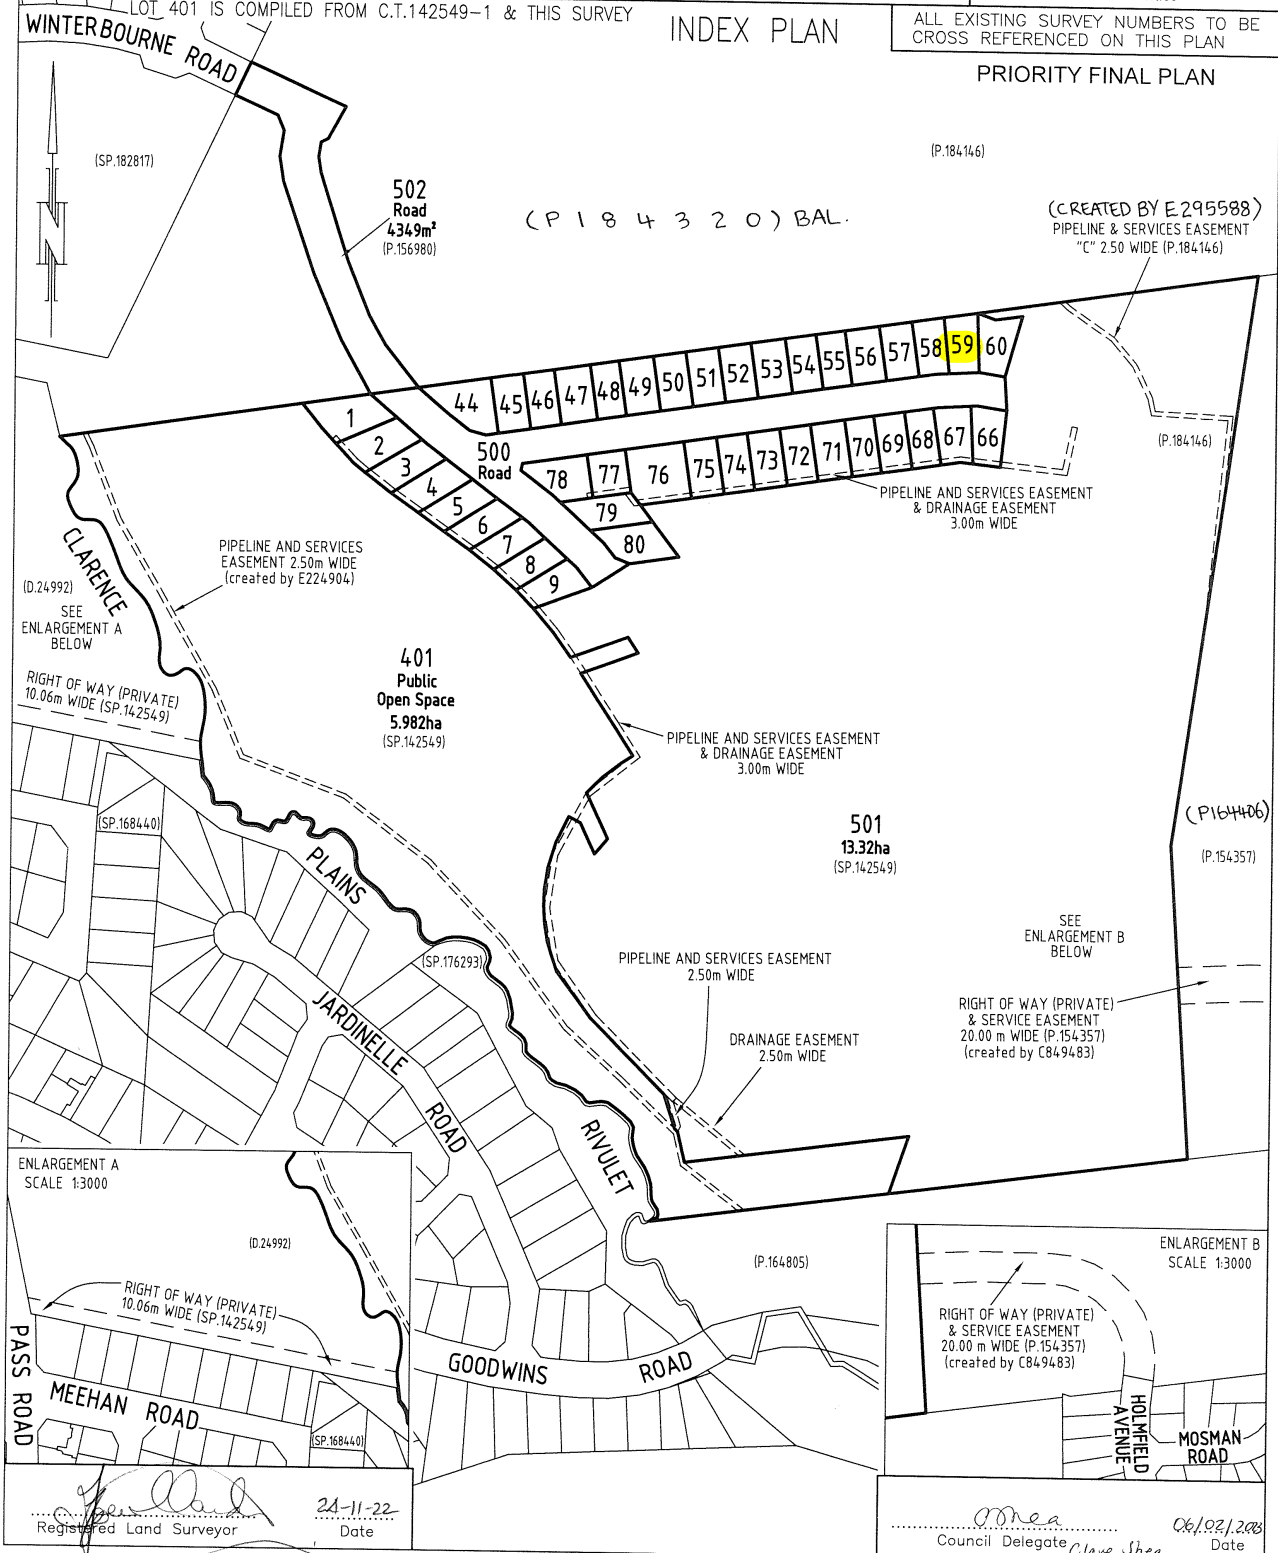 LOT 401 IS COMPILED FROM C.T.142549-1 & THIS SURVEY
INDEX PLAN
ALL EXISTING SURVEY NUMBERS TO BE
CROSS REFERENCED ON THIS PLAN
PRIORITY FINAL PLAN
WINTERBOURNE ROAD
(SP.182817)
N
502
Road
4349m²
(P.156980)
(P184320) BAL.
(P.184146)
(CREATED BY E295588)
PIPELINE & SERVICES EASEMENT
"C" 2.50 WIDE (P.184146)
44 45 46 47 48 49 50 51 52 53 54 55 56 57 58 59 60
1
2
3
4
5
6
7
8
9
500
Road
78 77 76 75 74 73 72 71 70 69 68 67 66
79
80
(P.184146)
PIPELINE AND SERVICES EASEMENT
& DRAINAGE EASEMENT
3.00m WIDE
PIPELINE AND SERVICES
EASEMENT 2.50m WIDE
(created by E224904)
CLARENCE
(D.24992)
SEE
ENLARGEMENT A
BELOW
RIGHT OF WAY (PRIVATE)
10.06m WIDE (SP.142549)
401
Public
Open Space
5.982ha
(SP.142549)
PIPELINE AND SERVICES EASEMENT
& DRAINAGE EASEMENT
3.00m WIDE
501
13.32ha
(SP.142549)
(P164406)
(P.154357)
(SP.168440)
PLAINS
SEE
ENLARGEMENT B
BELOW
(SP.176293)
PIPELINE AND SERVICES EASEMENT
2.50m WIDE
RIGHT OF WAY (PRIVATE)
& SERVICE EASEMENT
20.00 m WIDE (P.154357)
(created by C849483)
JARDINELLE
ROAD
DRAINAGE EASEMENT
2.50m WIDE
RIVULET
ENLARGEMENT A
SCALE 1:3000
(D.24992)
RIGHT OF WAY (PRIVATE)
10.06m WIDE (SP.142549)
PASS ROAD
MEEHAN ROAD
(SP.168440)
(P.164805)
GOODWINS ROAD
ENLARGEMENT B
SCALE 1:3000
RIGHT OF WAY (PRIVATE)
& SERVICE EASEMENT
20.00 m WIDE (P.154357)
(created by C849483)
HOLMFIELD
AVENUE
MOSMAN
ROAD
24-11-22
Registered Land Surveyor
Date
06/02/2023
Council Delegate
Clare Shea
Date